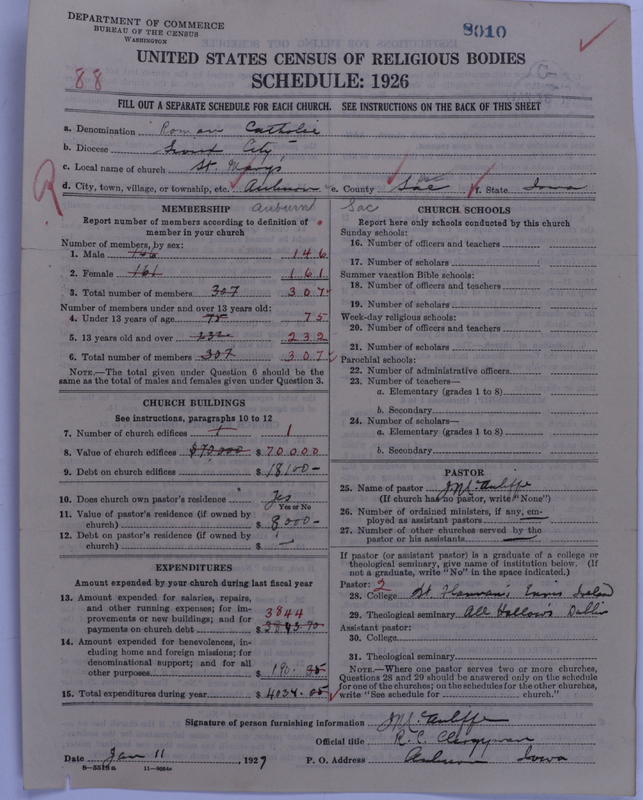 DEPARTMENT OF COMMERCE
BUREAU OF THE CENSUS
WASHINGTON
8010
UNITED STATES CENSUS OF RELIGIOUS BODIES
88
SCHEDULE: 1926
FILL OUT A SEPARATE SCHEDULE FOR EACH CHURCH. SEE INSTRUCTIONS ON THE BACK OF THIS SHEET
a. Denomination Roman Catholic
b. Diocese Sioux City
c. Local name of church St. Marys
d. City, town, village, or township, etc. Auburn e. County Sac f. State Iowa
Auburn Sac
MEMBERSHIP
Report number of members according to definition of member in your church
Number of members, by sex:
1. Male 146 146
2. Female 161 161
3. Total number of members 307 307
Number of members under and over 13 years old:
4. Under 13 years of age 75 75
5. 13 years old and over 232 232
6. Total number of members 307 307
NOTE.—The total given under Question 6 should be the same as the total of males and females given under Question 3.
CHURCH BUILDINGS
See instructions, paragraphs 10 to 12
7. Number of church edifices 1 1
8. Value of church edifices $70,000 $ 70000
9. Debt on church edifices $ 18100-
10. Does church own pastor's residence Yes
Yes or No
11. Value of pastor's residence (if owned by church) $ 8000-
12. Debt on pastor's residence (if owned by church) $ -
EXPENDITURES
Amount expended by your church during last fiscal year
13. Amount expended for salaries, repairs, and other running expenses; for improvements or new buildings; and for payments on church debt $ 3844
14. Amount expended for benevolences, including home and foreign missions; for denominational support; and for all other purposes $ 190.
15. Total expenditures during year $ 4034.05
CHURCH SCHOOLS
Report here only schools conducted by this church
Sunday schools:
16. Number of officers and teachers
17. Number of scholars
Summer vacation Bible schools:
18. Number of officers and teachers
19. Number of scholars
Week-day religious schools:
20. Number of officers and teachers
21. Number of scholars
Parochial schools:
22. Number of administrative officers
23. Number of teachers—
a. Elementary (grades 1 to 8)
b. Secondary
24. Number of scholars—
a. Elementary (grades 1 to 8)
b. Secondary
PASTOR
25. Name of pastor J M McAuliffe
(If church has no pastor, write "None")
26. Number of ordained ministers, if any, employed as assistant pastors
27. Number of other churches served by the pastor or his assistants
If pastor (or assistant pastor) is a graduate of a college or theological seminary, give name of institution below. (If not a graduate, write "No" in the space indicated.)
Pastor: 2
28. College St. Flannan's Ennis Ireland
29. Theological seminary All Hallows Dublin
Assistant pastor:
30. College
31. Theological seminary
NOTE.—Where one pastor serves two or more churches, Questions 28 and 29 should be answered only on the schedule for one of the churches; on the schedules for the other churches, write "See schedule for church."
Signature of person furnishing information J M McAuliffe
Official title R. C. Clergyman
Date Jan 11, 1927 P. O. Address Auburn Iowa
8—5518a 11—9084a